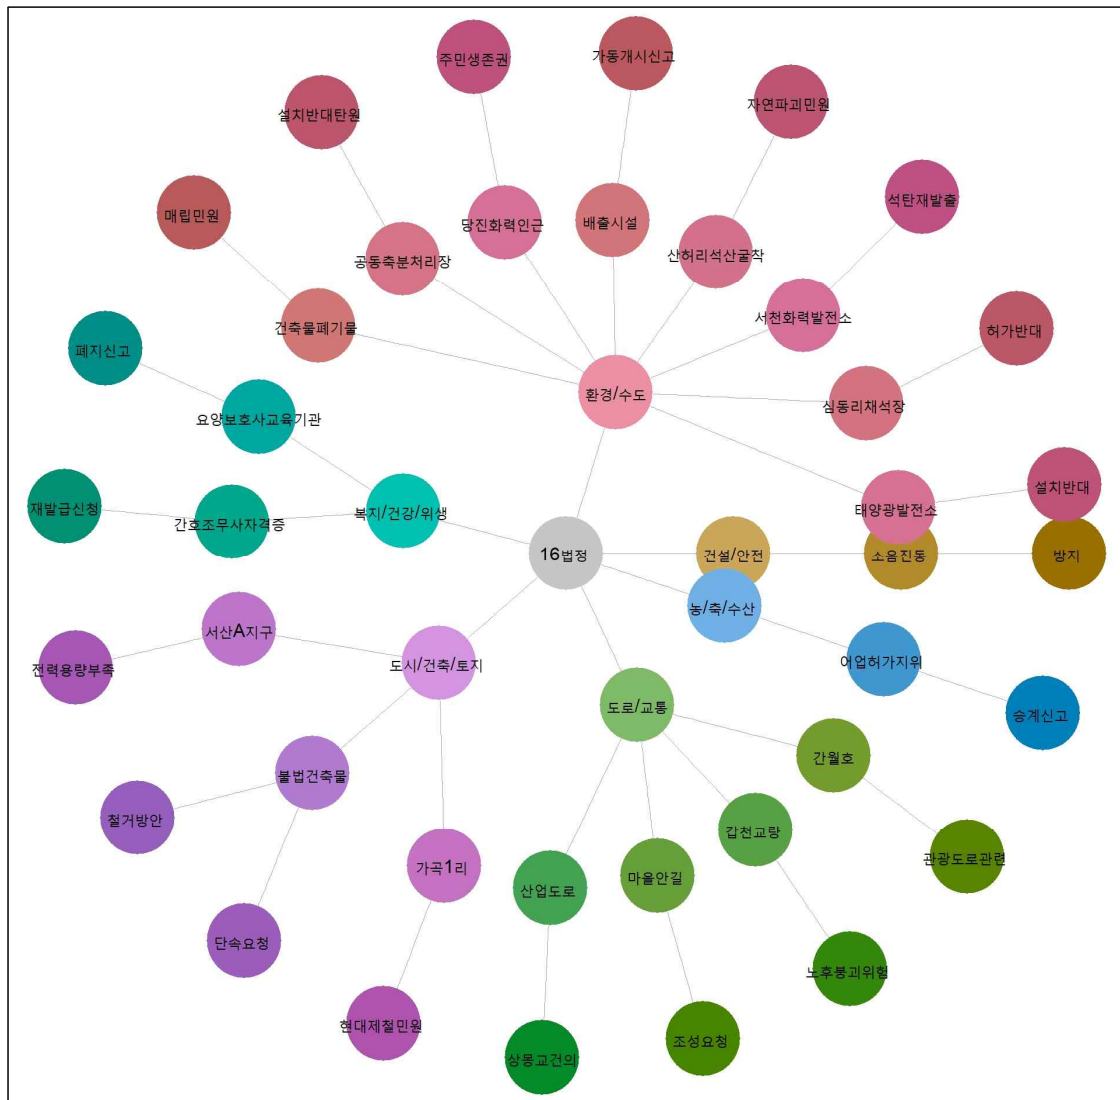 주민생존권
가동개시신고
자연파괴민원
설치반대탄원
석탄재발출
매립민원
당진화력인근
배출시설
산허리석산굴착
공동축분처리장
서천화력발전소
건축물폐기물
허가반대
폐지신고
환경/수도
심동리채석장
요양보호사교육기관
설치반대
재발급신청
간호조무사자격증
복지/건강/위생
태양광발전소
16법정
건설/안전
소음진동
방지
농/축/수산
서산A지구
어업허가지위
전력용량부족
도시/건축/토지
도로/교통
승계신고
간월호
불법건축물
철거방안
갑천교량
관광도로관련
가곡1리
산업도로
마을안길
단속요청
노후붕괴위험
현대제철민원
조성요청
상몽교건의